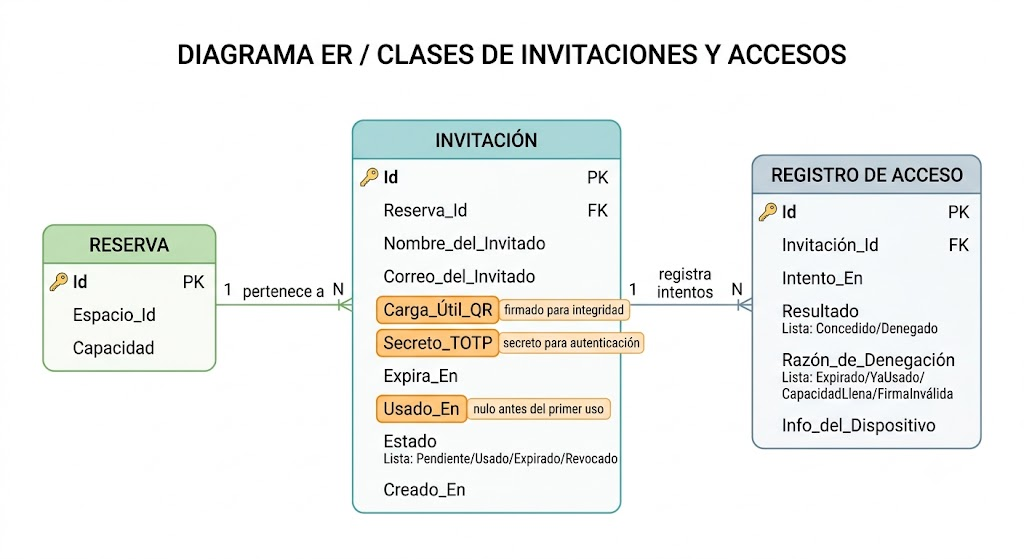 DIAGRAMA ER / CLASES DE INVITACIONES Y ACCESOS
RESERVA
Id PK
Espacio_Id
Capacidad
1 pertenece a N
INVITACIÓN
Id PK
Reserva_Id FK
Nombre_del_Invitado
Correo_del_Invitado
Carga_Útil_QR firmado para integridad
Secreto_TOTP secreto para autenticación
Expira_En
Usado_En nulo antes del primer uso
Estado
Lista: Pendiente/Usado/Expirado/Revocado
Creado_En
1 registra N
intentos
REGISTRO DE ACCESO
Id PK
Invitación_Id FK
Intento_En
Resultado
Lista: Concedido/Denegado
Razón_de_Denegación
Lista: Expirado/YaUsado/
CapacidadLlena/FirmaInválida
Info_del_Dispositivo